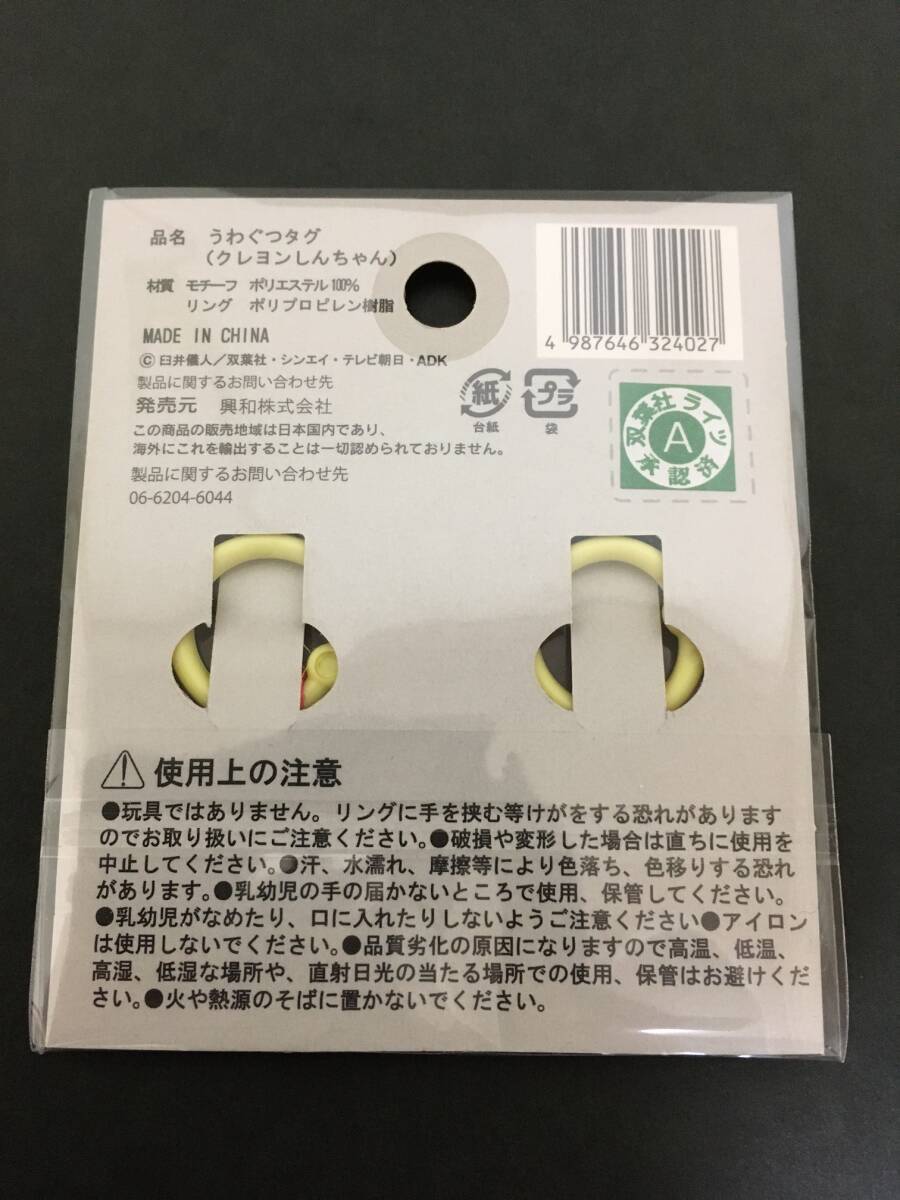 品名 うわぐつタグ
(クレヨンしんちゃん)
材質 モチーフ ポリエステル100%
リング ポリプロピレン樹脂
MADE IN CHINA
©臼井儀人/双葉社・シンエイ・テレビ朝日・ADK
製品に関するお問い合わせ先
発売元 興和株式会社
この商品の販売地域は日本国内であり、
海外にこれを輸出することは一切認められておりません。
製品に関するお問い合わせ先
06-6204-6044
4 987646 324027
紙
台紙
プラ
袋
双葉社ライツ
A
承認済
使用上の注意
●玩具ではありません。リングに手を挟む等けがをする恐れがあります
のでお取り扱いにご注意ください。●破損や変形した場合は直ちに使用を
中止してください。●汗、水濡れ、摩擦等により色落ち、色移りする恐れ
があります。●乳幼児の手の届かないところで使用、保管してください。
●乳幼児がなめたり、口に入れたりしないようご注意ください●アイロン
は使用しないでください。●品質劣化の原因になりますので高温、低温、
高湿、低湿な場所や、直射日光の当たる場所での使用、保管はお避けくだ
さい。●火や熱源のそばに置かないでください。